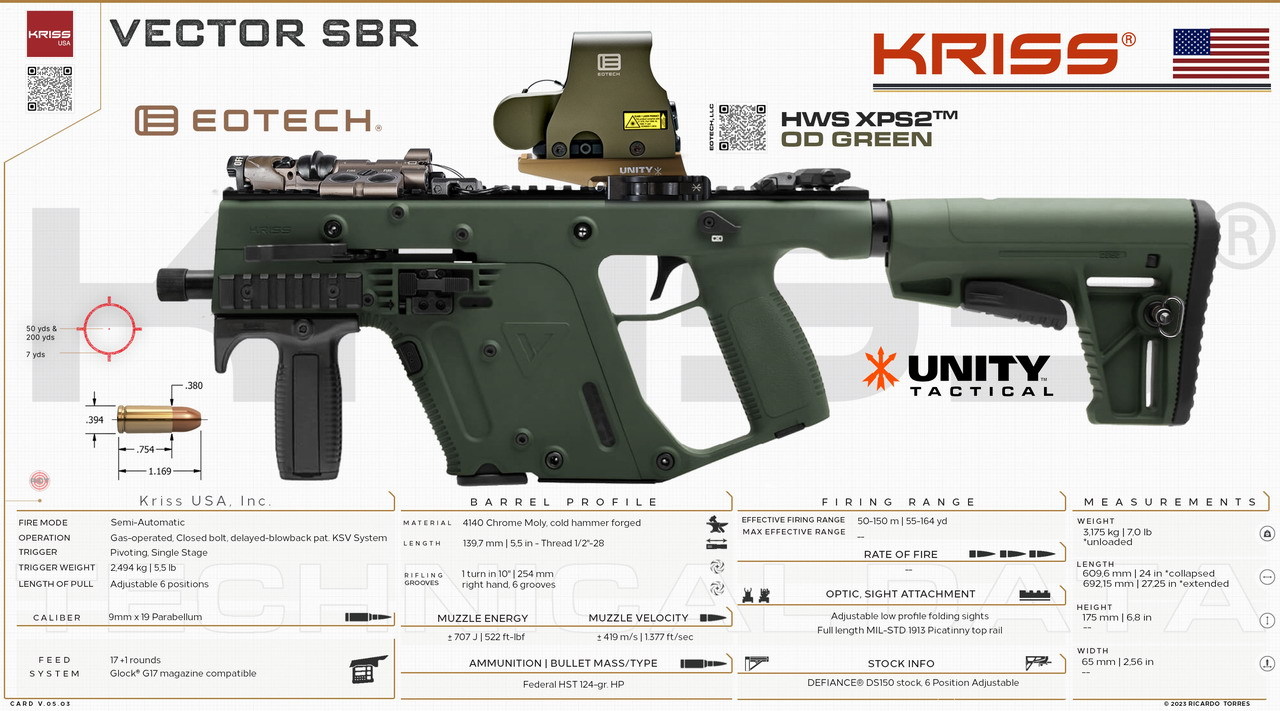 KRISS
USA
VECTOR SBR
EOTECH®
EOTECH
KRISS®
EOTECH, LLC
HWS XPS2™
OD GREEN
UNITY
OFF
KRISS
50 yds &
200 yds
7 yds
UNITY™
TACTICAL
.380
.394
.754
1.169
Kriss USA, Inc.
FIRE MODE Semi-Automatic
OPERATION Gas-operated, Closed bolt, delayed-blowback pat. KSV System
TRIGGER Pivoting, Single Stage
TRIGGER WEIGHT 2,494 kg | 5,5 lb
LENGTH OF PULL Adjustable 6 positions
CALIBER 9mm x 19 Parabellum
FEED SYSTEM
17 +1 rounds
Glock® G17 magazine compatible
BARREL PROFILE
MATERIAL 4140 Chrome Moly, cold hammer forged
LENGTH 139,7 mm | 5,5 in - Thread 1/2"-28
RIFLING GROOVES
1 turn in 10" | 254 mm
right hand, 6 grooves
MUZZLE ENERGY MUZZLE VELOCITY
± 707 J | 522 ft-lbf ± 419 m/s | 1.377 ft/sec
AMMUNITION | BULLET MASS/TYPE
Federal HST 124-gr. HP
FIRING RANGE
EFFECTIVE FIRING RANGE 50-150 m | 55-164 yd
MAX EFFECTIVE RANGE --
RATE OF FIRE
--
OPTIC, SIGHT ATTACHMENT
Adjustable low profile folding sights
Full length MIL-STD 1913 Picatinny top rail
STOCK INFO
DEFIANCE® DS150 stock, 6 Position Adjustable
MEASUREMENTS
WEIGHT
3,175 kg | 7,0 lb
*unloaded
LENGTH
609,6 mm | 24 in *collapsed
692,15 mm | 27,25 in *extended
HEIGHT
175 mm | 6,8 in
--
WIDTH
65 mm | 2,56 in
--
TECHNICAL DATA
CARD V.05.03
© 2023 RICARDO TORRES